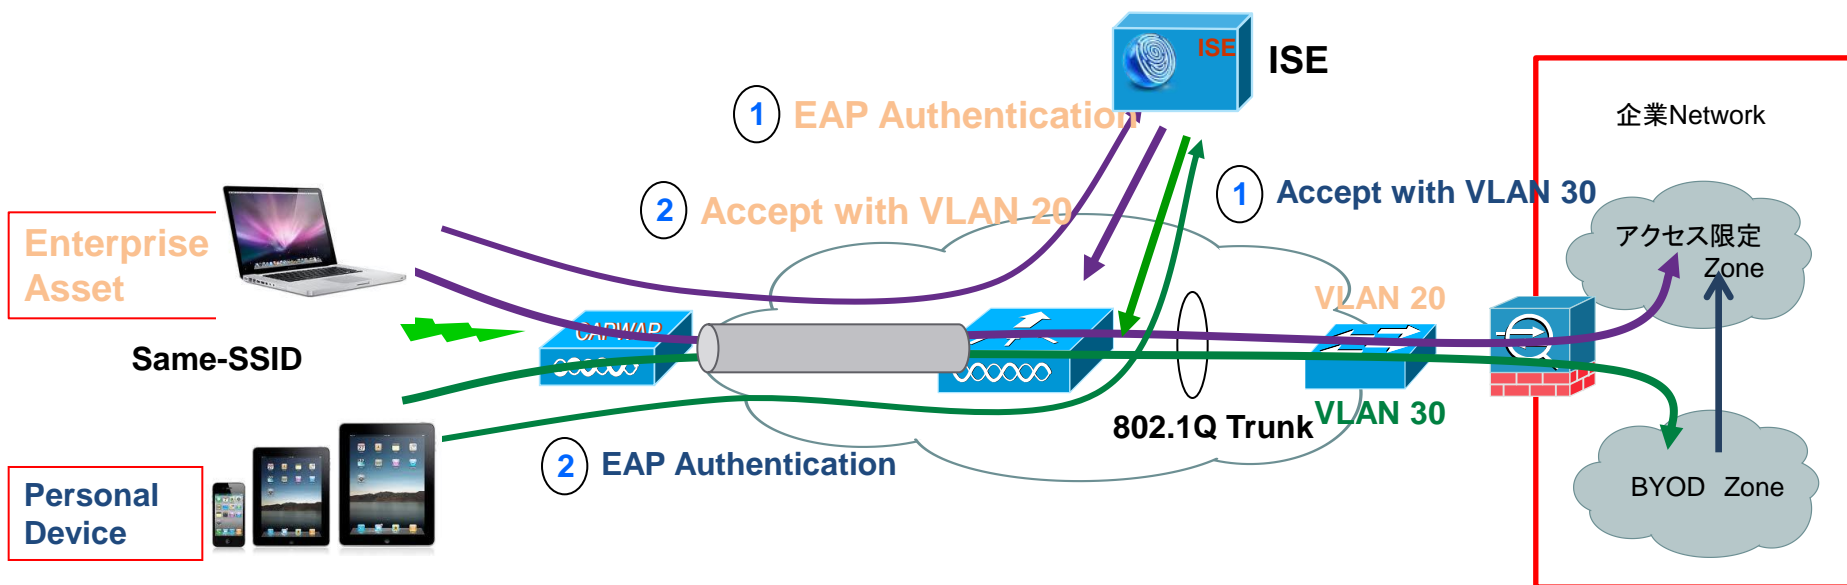 ISE
ISE
企業Network
1 EAP Authentication
2 Accept with VLAN 20
1 Accept with VLAN 30
Enterprise
Asset
アクセス限定
Zone
VLAN 20
CAPWAP
Same-SSID
802.1Q Trunk
VLAN 30
2 EAP Authentication
Personal
Device
BYOD Zone